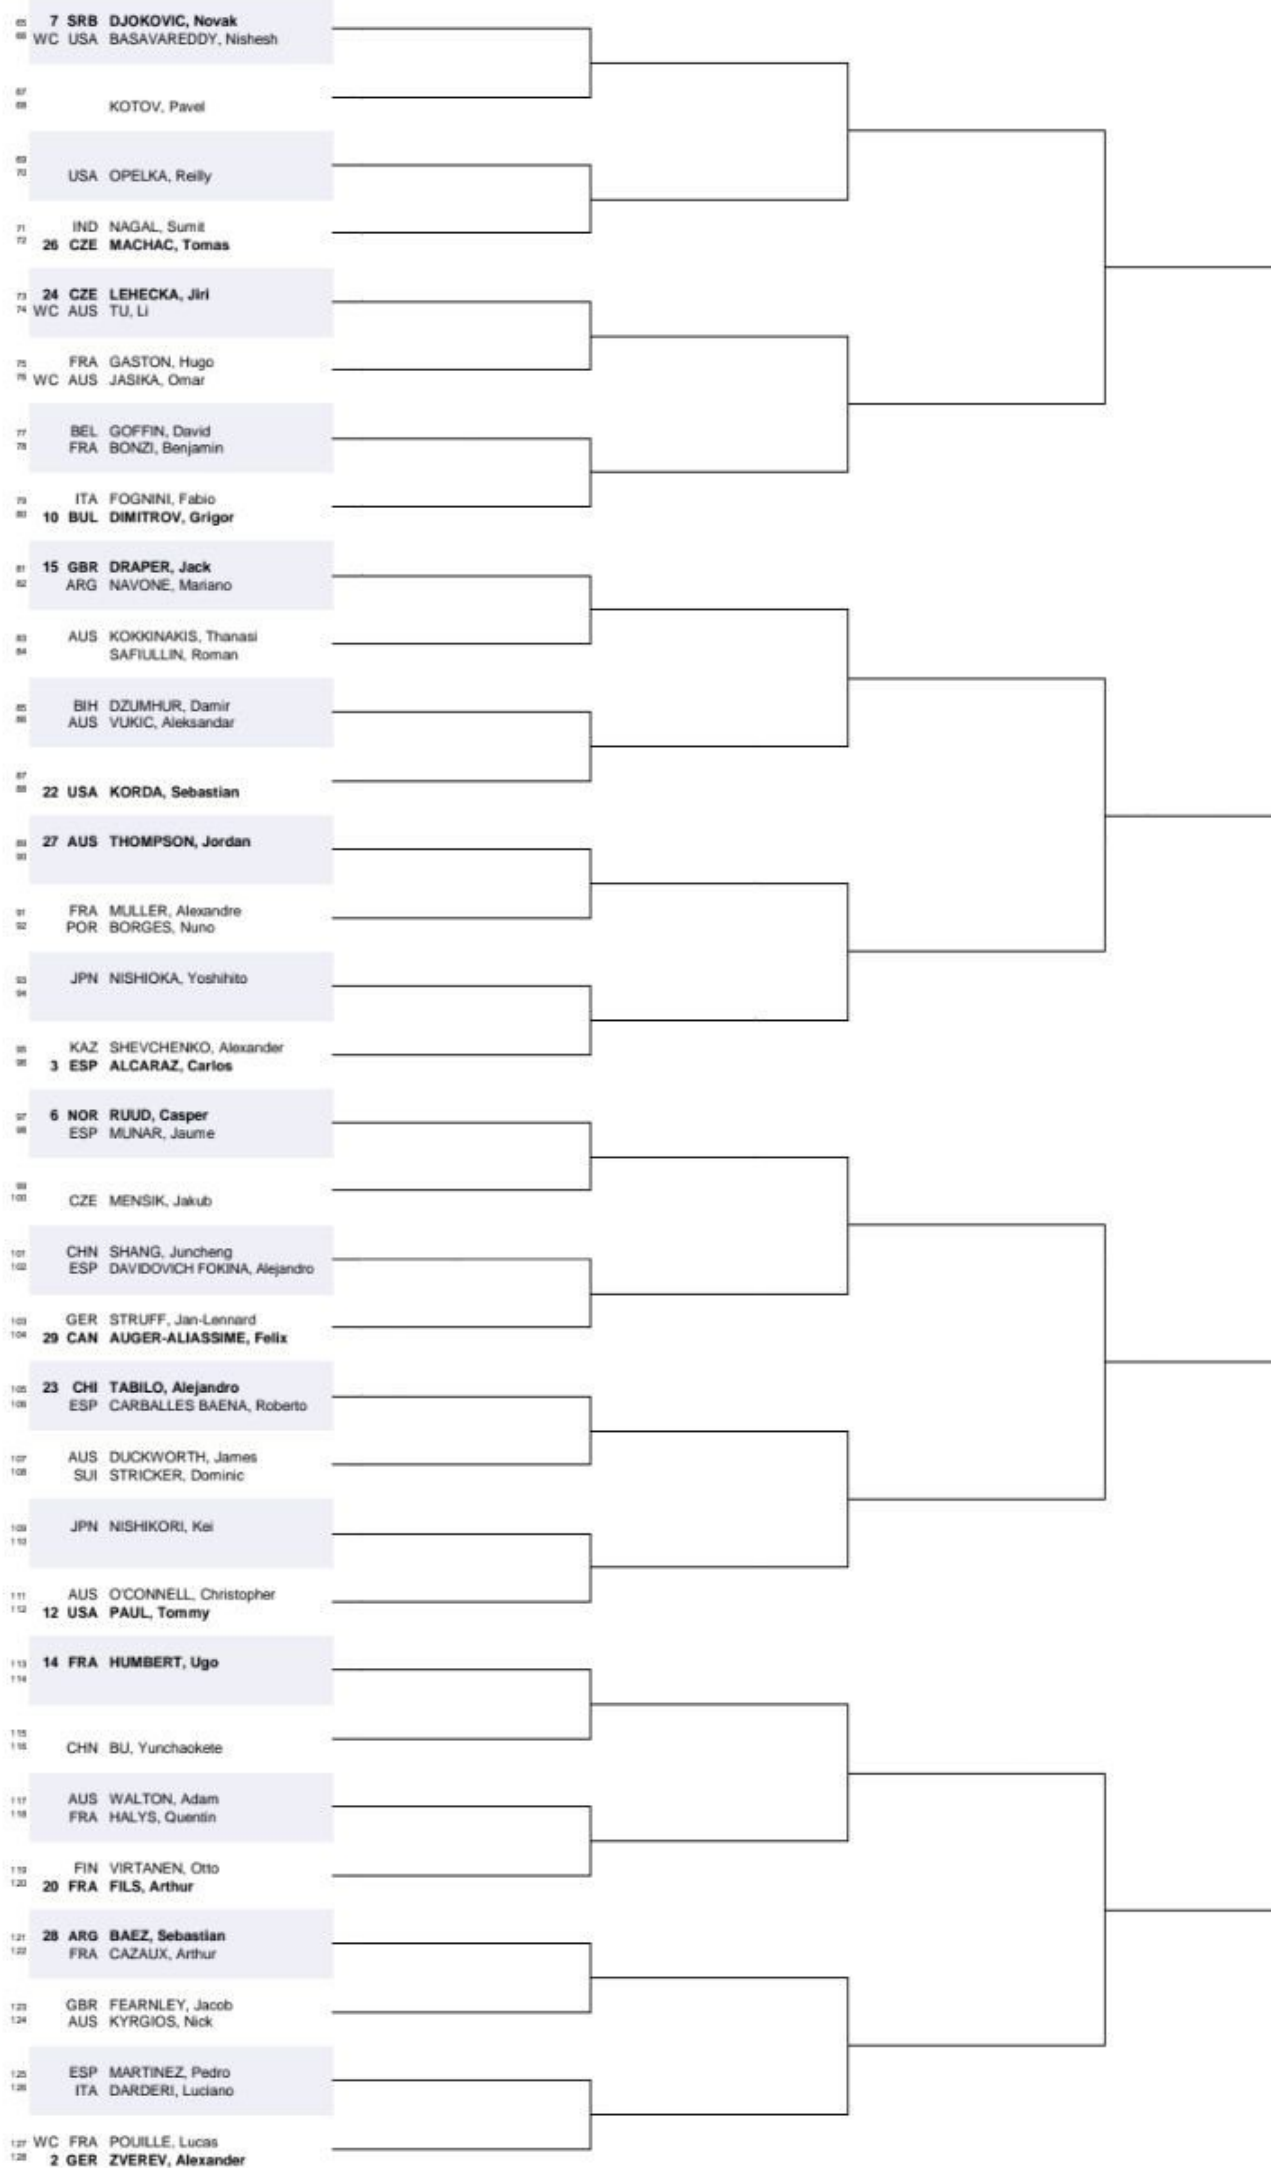 65 7 SRB DJOKOVIC, Novak
66 WC USA BASAVAREDDY, Nishesh
67
68 KOTOV, Pavel
69
70 USA OPELKA, Reilly
71 IND NAGAL, Sumit
72 26 CZE MACHAC, Tomas
73 24 CZE LEHECKA, Jiri
74 WC AUS TU, Li
75 FRA GASTON, Hugo
76 WC AUS JASIKA, Omar
77 BEL GOFFIN, David
78 FRA BONZI, Benjamin
79 ITA FOGNINI, Fabio
80 10 BUL DIMITROV, Grigor
81 15 GBR DRAPER, Jack
82 ARG NAVONE, Mariano
83 AUS KOKKINAKIS, Thanasi
84 SAFIULLIN, Roman
85 BIH DZUMHUR, Damir
86 AUS VUKIC, Aleksandar
87
88 22 USA KORDA, Sebastian
89 27 AUS THOMPSON, Jordan
90
91 FRA MULLER, Alexandre
92 POR BORGES, Nuno
93 JPN NISHIOKA, Yoshihito
94
95 KAZ SHEVCHENKO, Alexander
96 3 ESP ALCARAZ, Carlos
97 6 NOR RUUD, Casper
98 ESP MUNAR, Jaume
99
100 CZE MENSIK, Jakub
101 CHN SHANG, Juncheng
102 ESP DAVIDOVICH FOKINA, Alejandro
103 GER STRUFF, Jan-Lennard
104 29 CAN AUGER-ALIASSIME, Felix
105 23 CHI TABILO, Alejandro
106 ESP CARBALLES BAENA, Roberto
107 AUS DUCKWORTH, James
108 SUI STRICKER, Dominic
109 JPN NISHIKORI, Kei
110
111 AUS O'CONNELL, Christopher
112 12 USA PAUL, Tommy
113 14 FRA HUMBERT, Ugo
114
115
116 CHN BU, Yunchaokete
117 AUS WALTON, Adam
118 FRA HALYS, Quentin
119 FIN VIRTANEN, Otto
120 20 FRA FILS, Arthur
121 28 ARG BAEZ, Sebastian
122 FRA CAZAUX, Arthur
123 GBR FEARNLEY, Jacob
124 AUS KYRGIOS, Nick
125 ESP MARTINEZ, Pedro
126 ITA DARDERI, Luciano
127 WC FRA POUILLE, Lucas
128 2 GER ZVEREV, Alexander